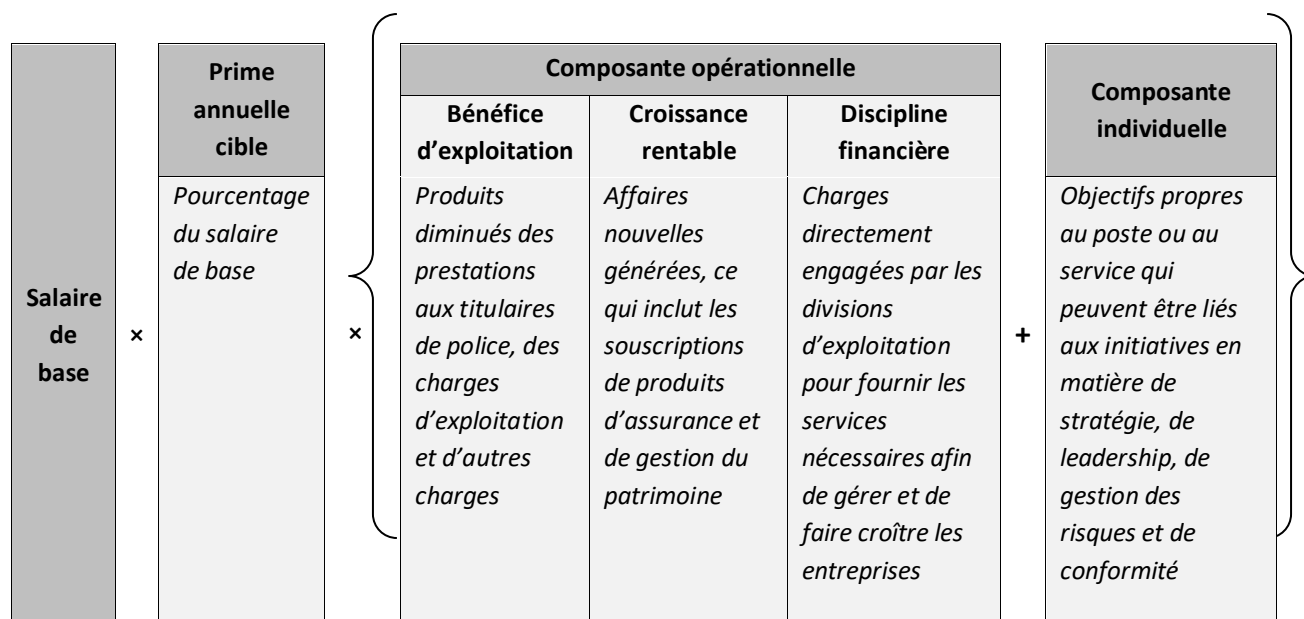 Salaire
de
base
×
Prime
annuelle
cible
Pourcentage
du salaire
de base
×
Composante opérationnelle
Bénéfice
d’exploitation
Produits
diminués des
prestations
aux titulaires
de police, des
charges
d’exploitation
et d’autres
charges
Croissance
rentable
Affaires
nouvelles
générées, ce
qui inclut les
souscriptions
de produits
d’assurance et
de gestion du
patrimoine
Discipline
financière
Charges
directement
engagées par les
divisions
d’exploitation
pour fournir les
services
nécessaires afin
de gérer et de
faire croître les
entreprises
+
Composante
individuelle
Objectifs propres
au poste ou au
service qui
peuvent être liés
aux initiatives en
matière de
stratégie, de
leadership, de
gestion des
risques et de
conformité